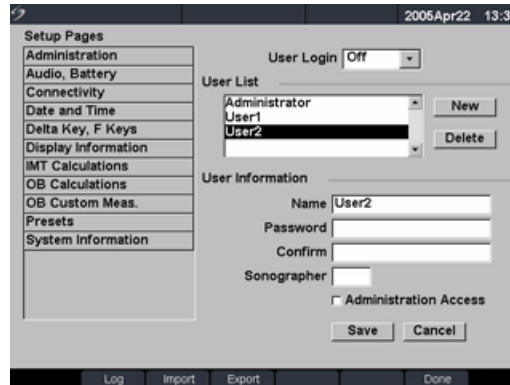 2005Apr22 13:3
Setup Pages
Administration
Audio, Battery
Connectivity
Date and Time
Delta Key, F Keys
Display Information
IMT Calculations
OB Calculations
OB Custom Meas.
Presets
System Information
User Login Off
User List
Administrator
User1
User2
New
Delete
User Information
Name User2
Password
Confirm
Sonographer
Administration Access
Save Cancel
Log Import Export Done